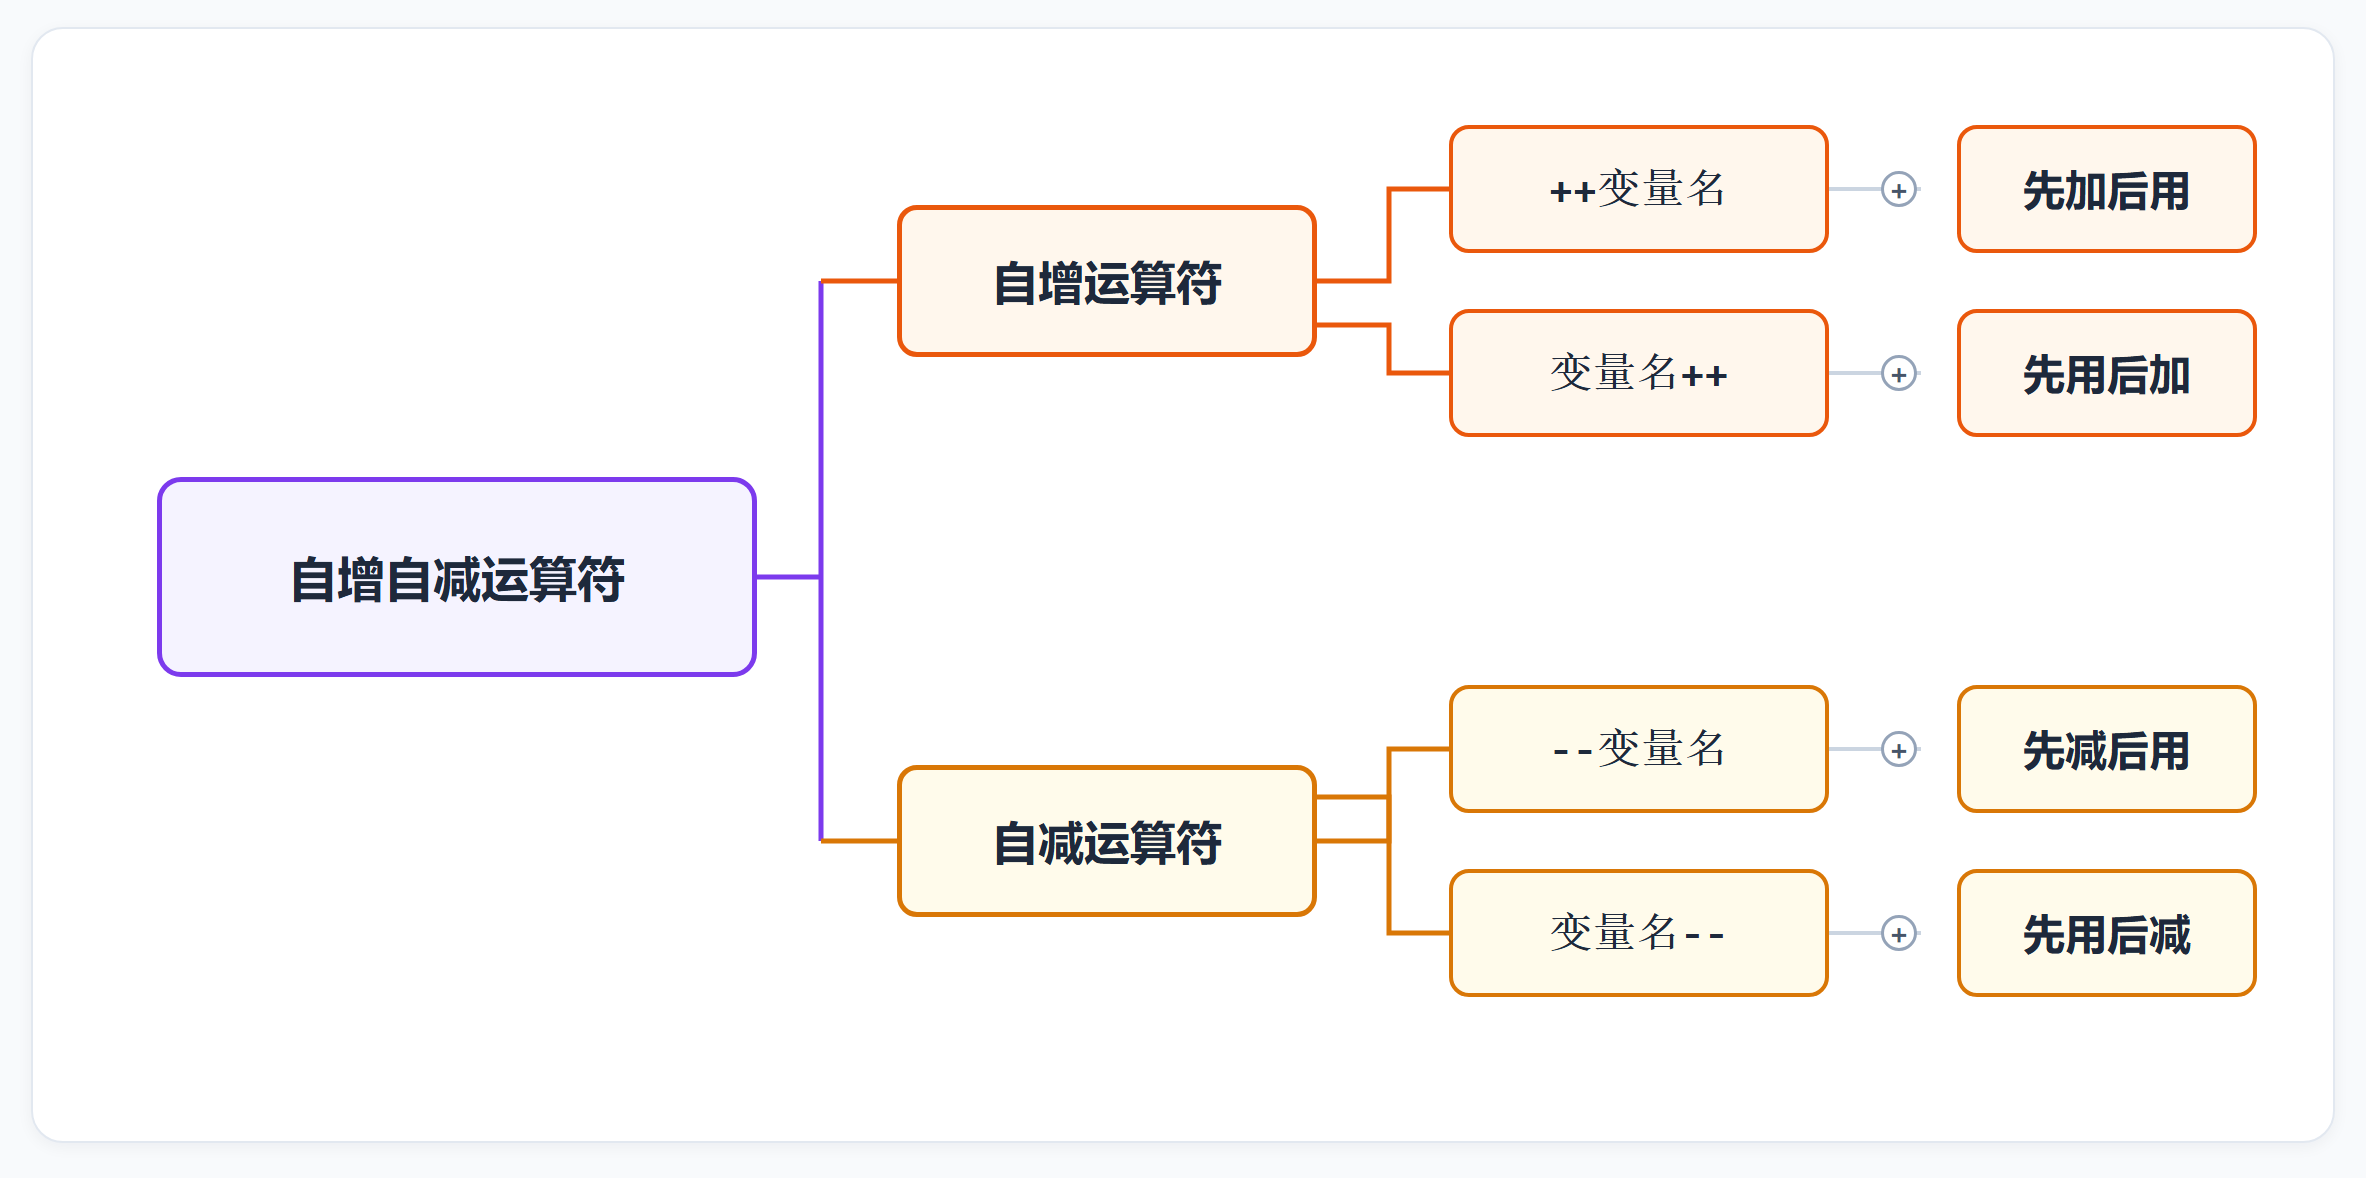 自增自减运算符
自增运算符
++变量名
+
先加后用
变量名++
+
先用后加
自减运算符
--变量名
+
先减后用
变量名--
+
先用后减